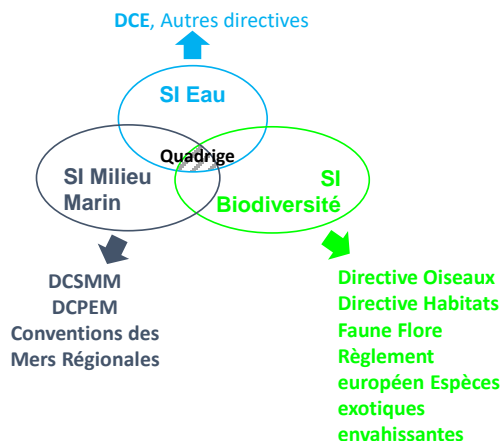 DCE, Autres directives
SI Eau
Quadrige
SI Milieu
Marin
SI
Biodiversité
DCSMM
DCPEM
Conventions des
Mers Régionales
Directive Oiseaux
Directive Habitats
Faune Flore
Règlement
européen Espèces
exotiques
envahissantes